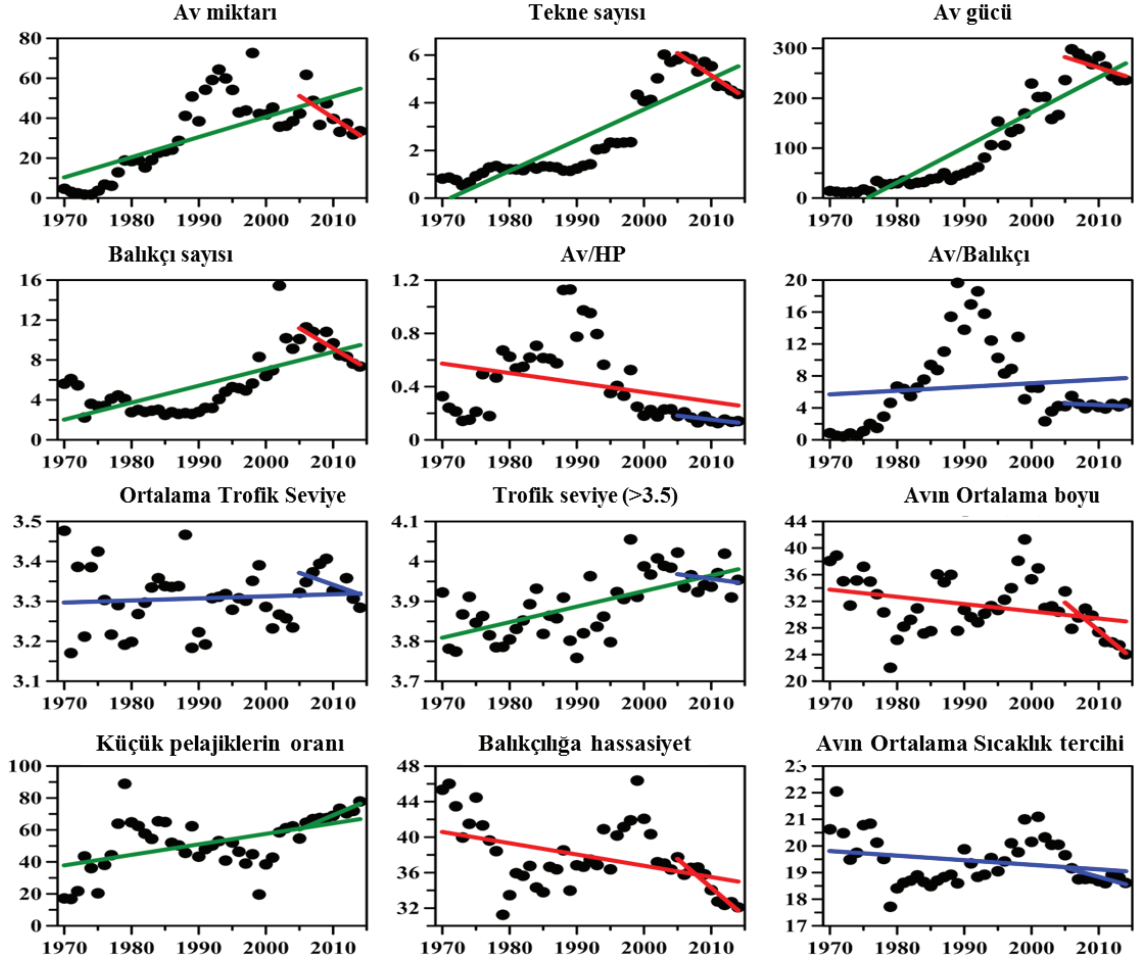 Av miktarı
80
60
40
20
0
1970 1980 1990 2000 2010
Tekne sayısı
6
4
2
0
1970 1980 1990 2000 2010
Av gücü
300
200
100
0
1970 1980 1990 2000 2010
Balıkçı sayısı
16
12
8
4
0
1970 1980 1990 2000 2010
Av/HP
1.2
0.8
0.4
0
1970 1980 1990 2000 2010
Av/Balıkçı
20
16
12
8
4
0
1970 1980 1990 2000 2010
Ortalama Trofik Seviye
3.5
3.4
3.3
3.2
3.1
1970 1980 1990 2000 2010
Trofik seviye (>3.5)
4.1
4
3.9
3.8
3.7
1970 1980 1990 2000 2010
Avın Ortalama boyu
44
40
36
32
28
24
20
1970 1980 1990 2000 2010
Küçük pelajiklerin oranı
100
80
60
40
20
0
1970 1980 1990 2000 2010
Balıkçılığa hassasiyet
48
44
40
36
32
1970 1980 1990 2000 2010
Avın Ortalama Sıcaklık tercihi
23
22
21
20
19
18
17
1970 1980 1990 2000 2010